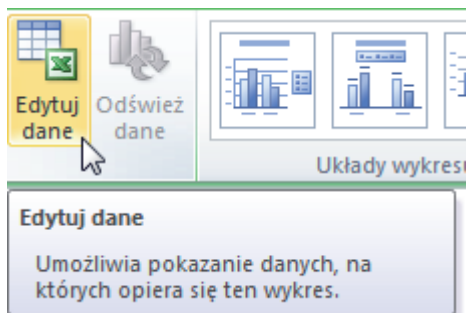 Edytuj dane
Odśwież dane
Układy wykresu
Edytuj dane
Umożliwia pokazanie danych, na
których opiera się ten wykres.